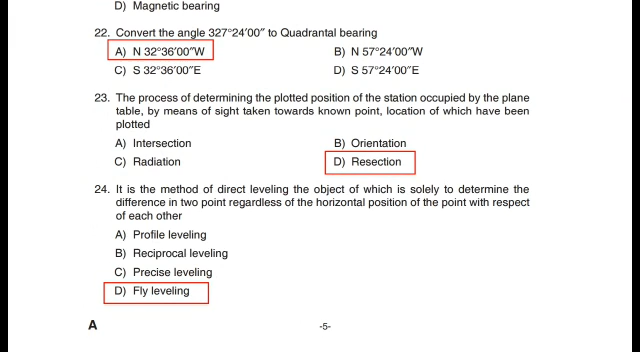 D) Magnetic bearing
22. Convert the angle 327°24′00″ to Quadrantal bearing
A) N 32°36′00″W B) N 57°24′00″W
C) S 32°36′00″E D) S 57°24′00″E
23. The process of determining the plotted position of the station occupied by the plane
table, by means of sight taken towards known point, location of which have been
plotted
A) Intersection B) Orientation
C) Radiation D) Resection
24. It is the method of direct leveling the object of which is solely to determine the
difference in two point regardless of the horizontal position of the point with respect
of each other
A) Profile leveling
B) Reciprocal leveling
C) Precise leveling
D) Fly leveling
A -5-